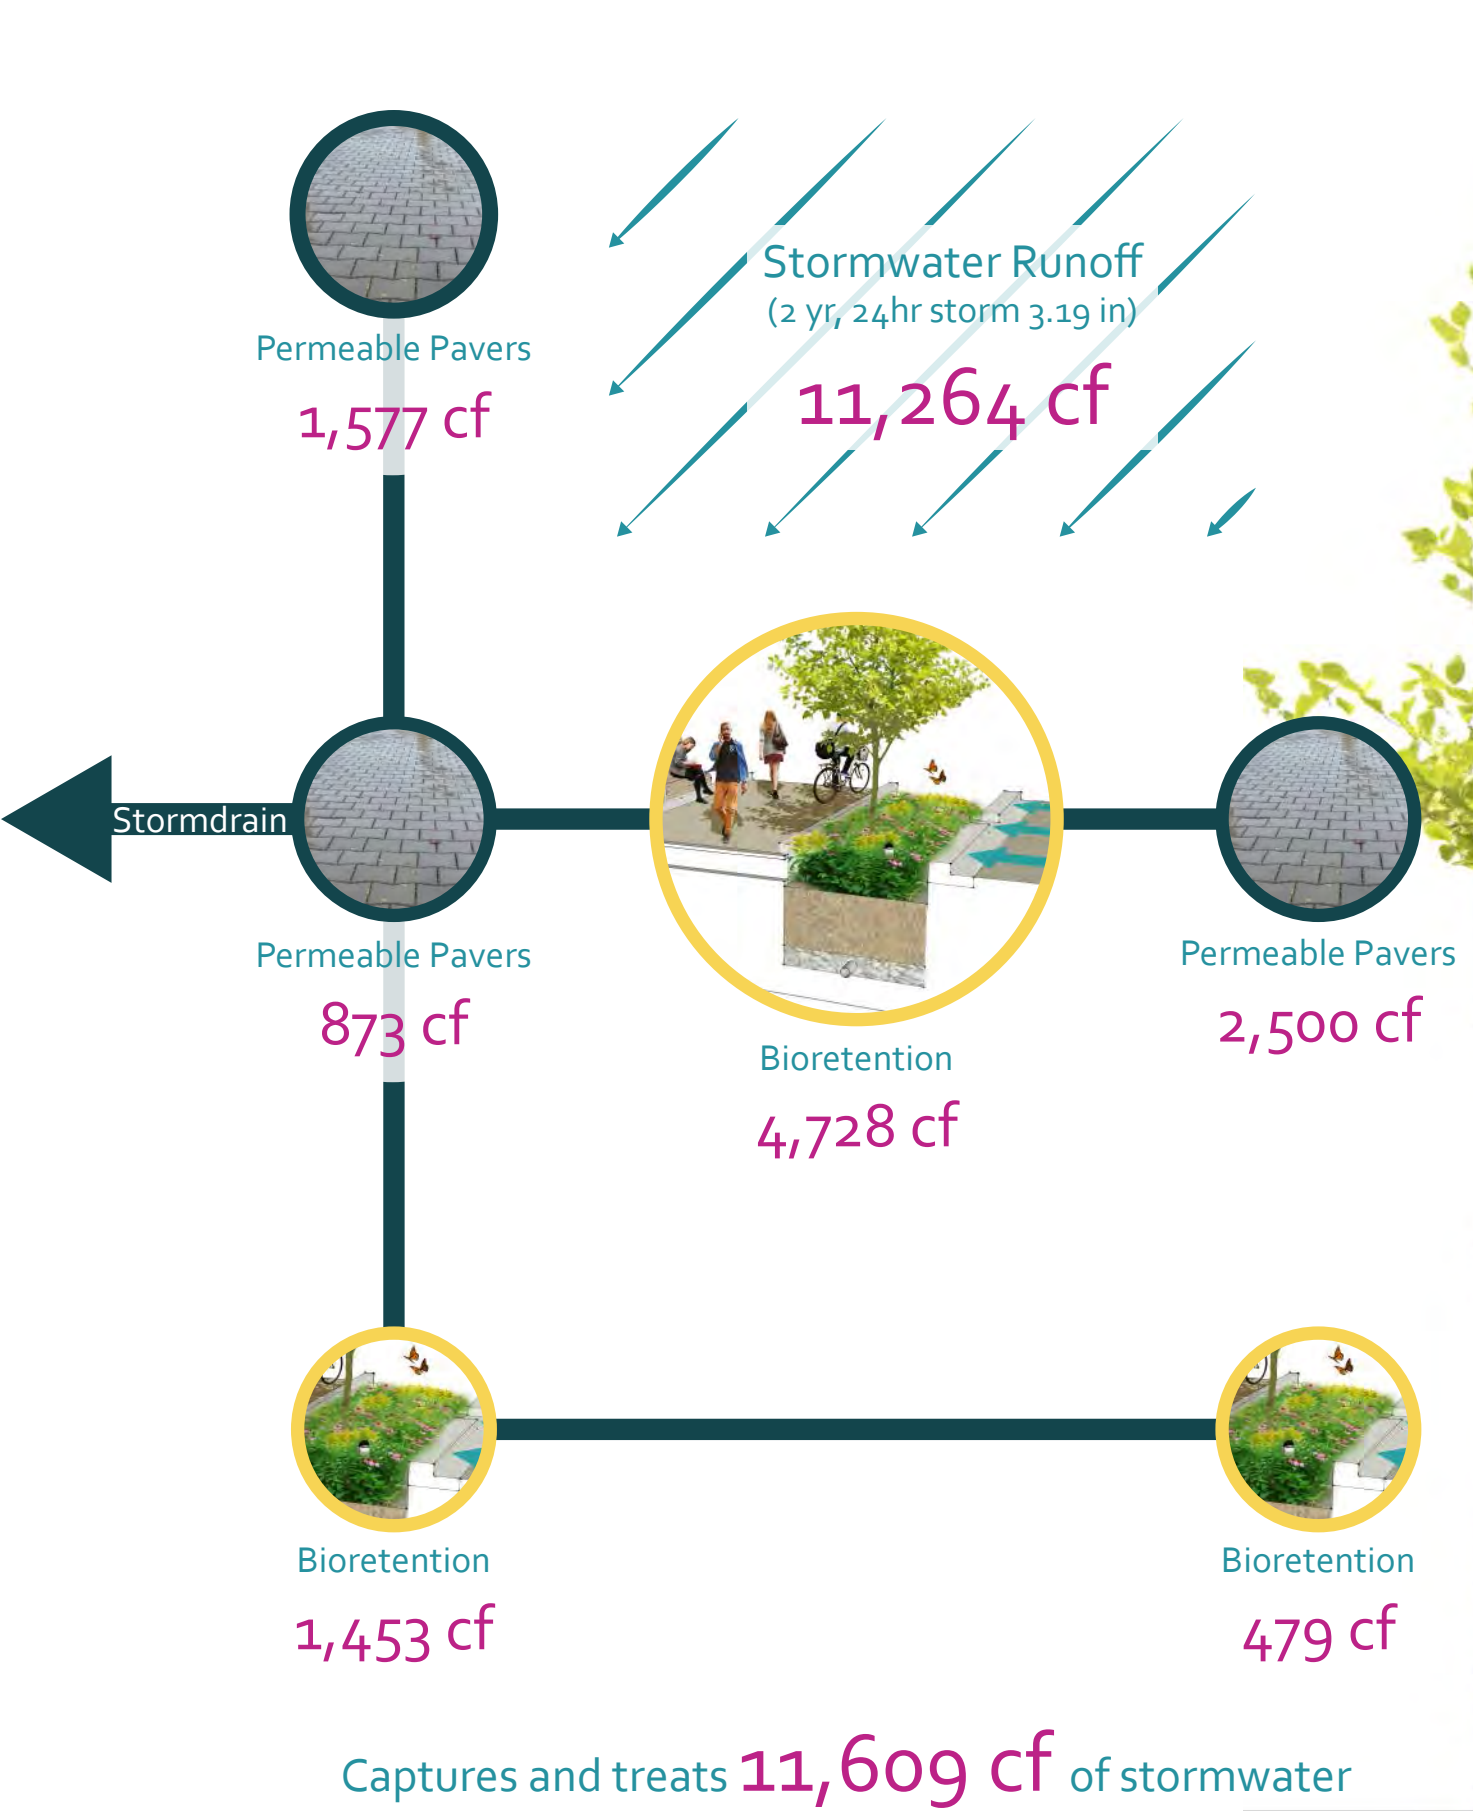 Stormwater Runoff
(2 yr, 24hr storm 3.19 in)
11,264 cf
Permeable Pavers
1,577 cf
Stormdrain
Permeable Pavers
873 cf
Bioretention
4,728 cf
Permeable Pavers
2,500 cf
Bioretention
1,453 cf
Bioretention
479 cf
Captures and treats 11,609 cf of stormwater